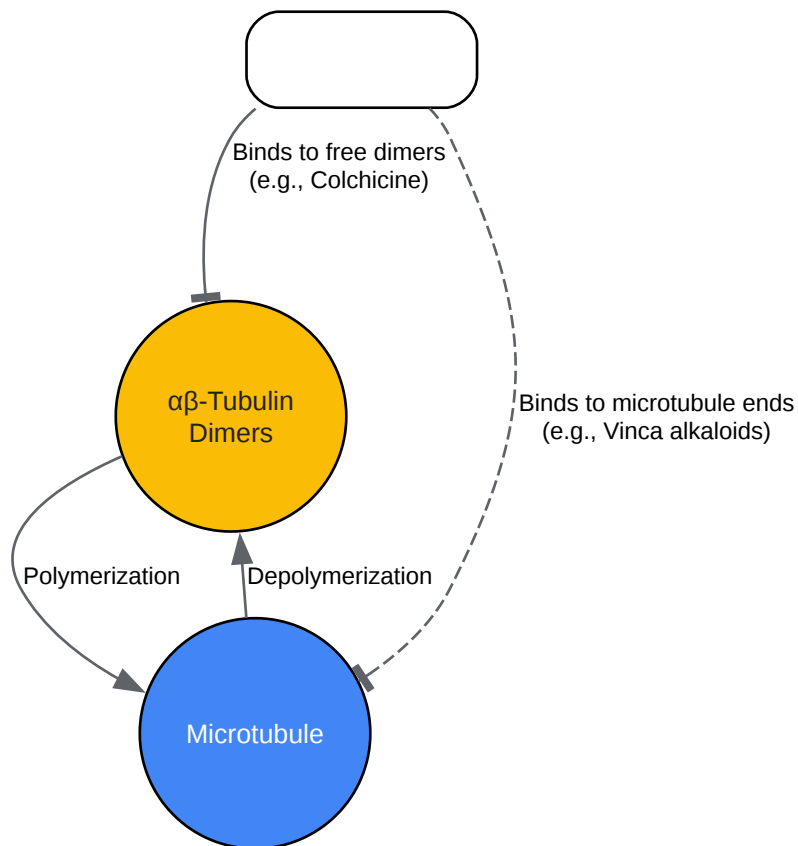 Binds to free dimers
(e.g., Colchicine)
αβ-Tubulin
Dimers
Binds to microtubule ends
(e.g., Vinca alkaloids)
Polymerization
Depolymerization
Microtubule